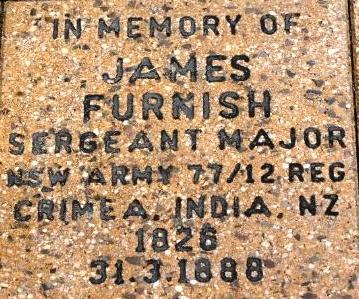 IN MEMORY OF
JAMES
FURNISH
SERGEANT MAJOR
NSW ARMY 77/12 REG
CRIMEA. INDIA. NZ
1826
31.3.1888